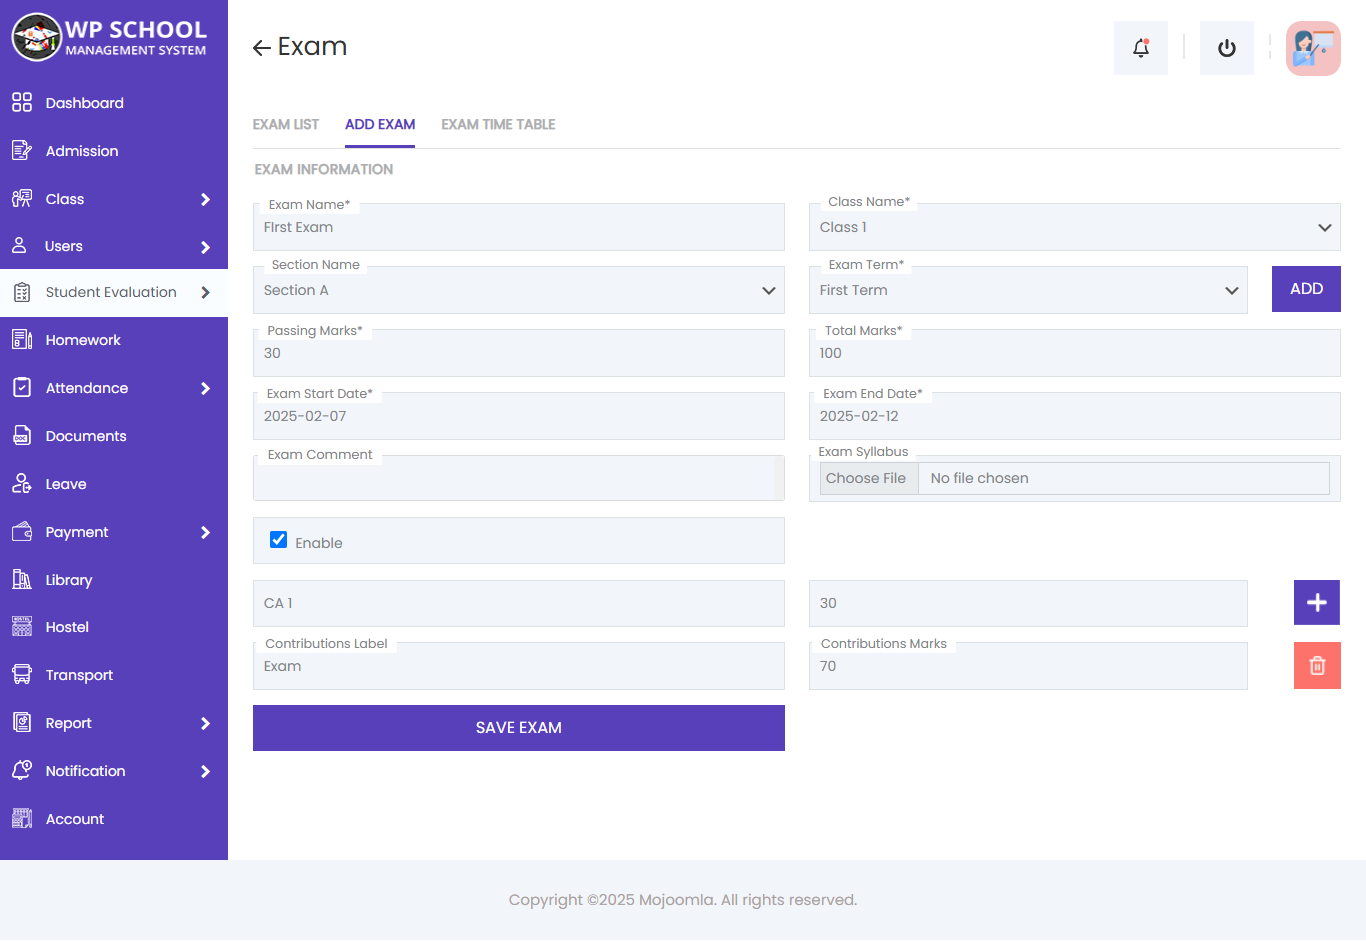 WP SCHOOL
MANAGEMENT SYSTEM
Dashboard
Admission
Class
Users
Student Evaluation
Homework
Attendance
Documents
Leave
Payment
Library
Hostel
Transport
Report
Notification
Account
Exam
EXAM LIST ADD EXAM EXAM TIME TABLE
EXAM INFORMATION
Exam Name* Class Name*
FIrst Exam Class 1
Section Name Exam Term*
Section A First Term ADD
Passing Marks* Total Marks*
30 100
Exam Start Date* Exam End Date*
2025-02-07 2025-02-12
Exam Comment Exam Syllabus
Choose File No file chosen
Enable
CA 1 30
Contributions Label Contributions Marks
Exam 70
SAVE EXAM
Copyright ©2025 Mojoomla. All rights reserved.